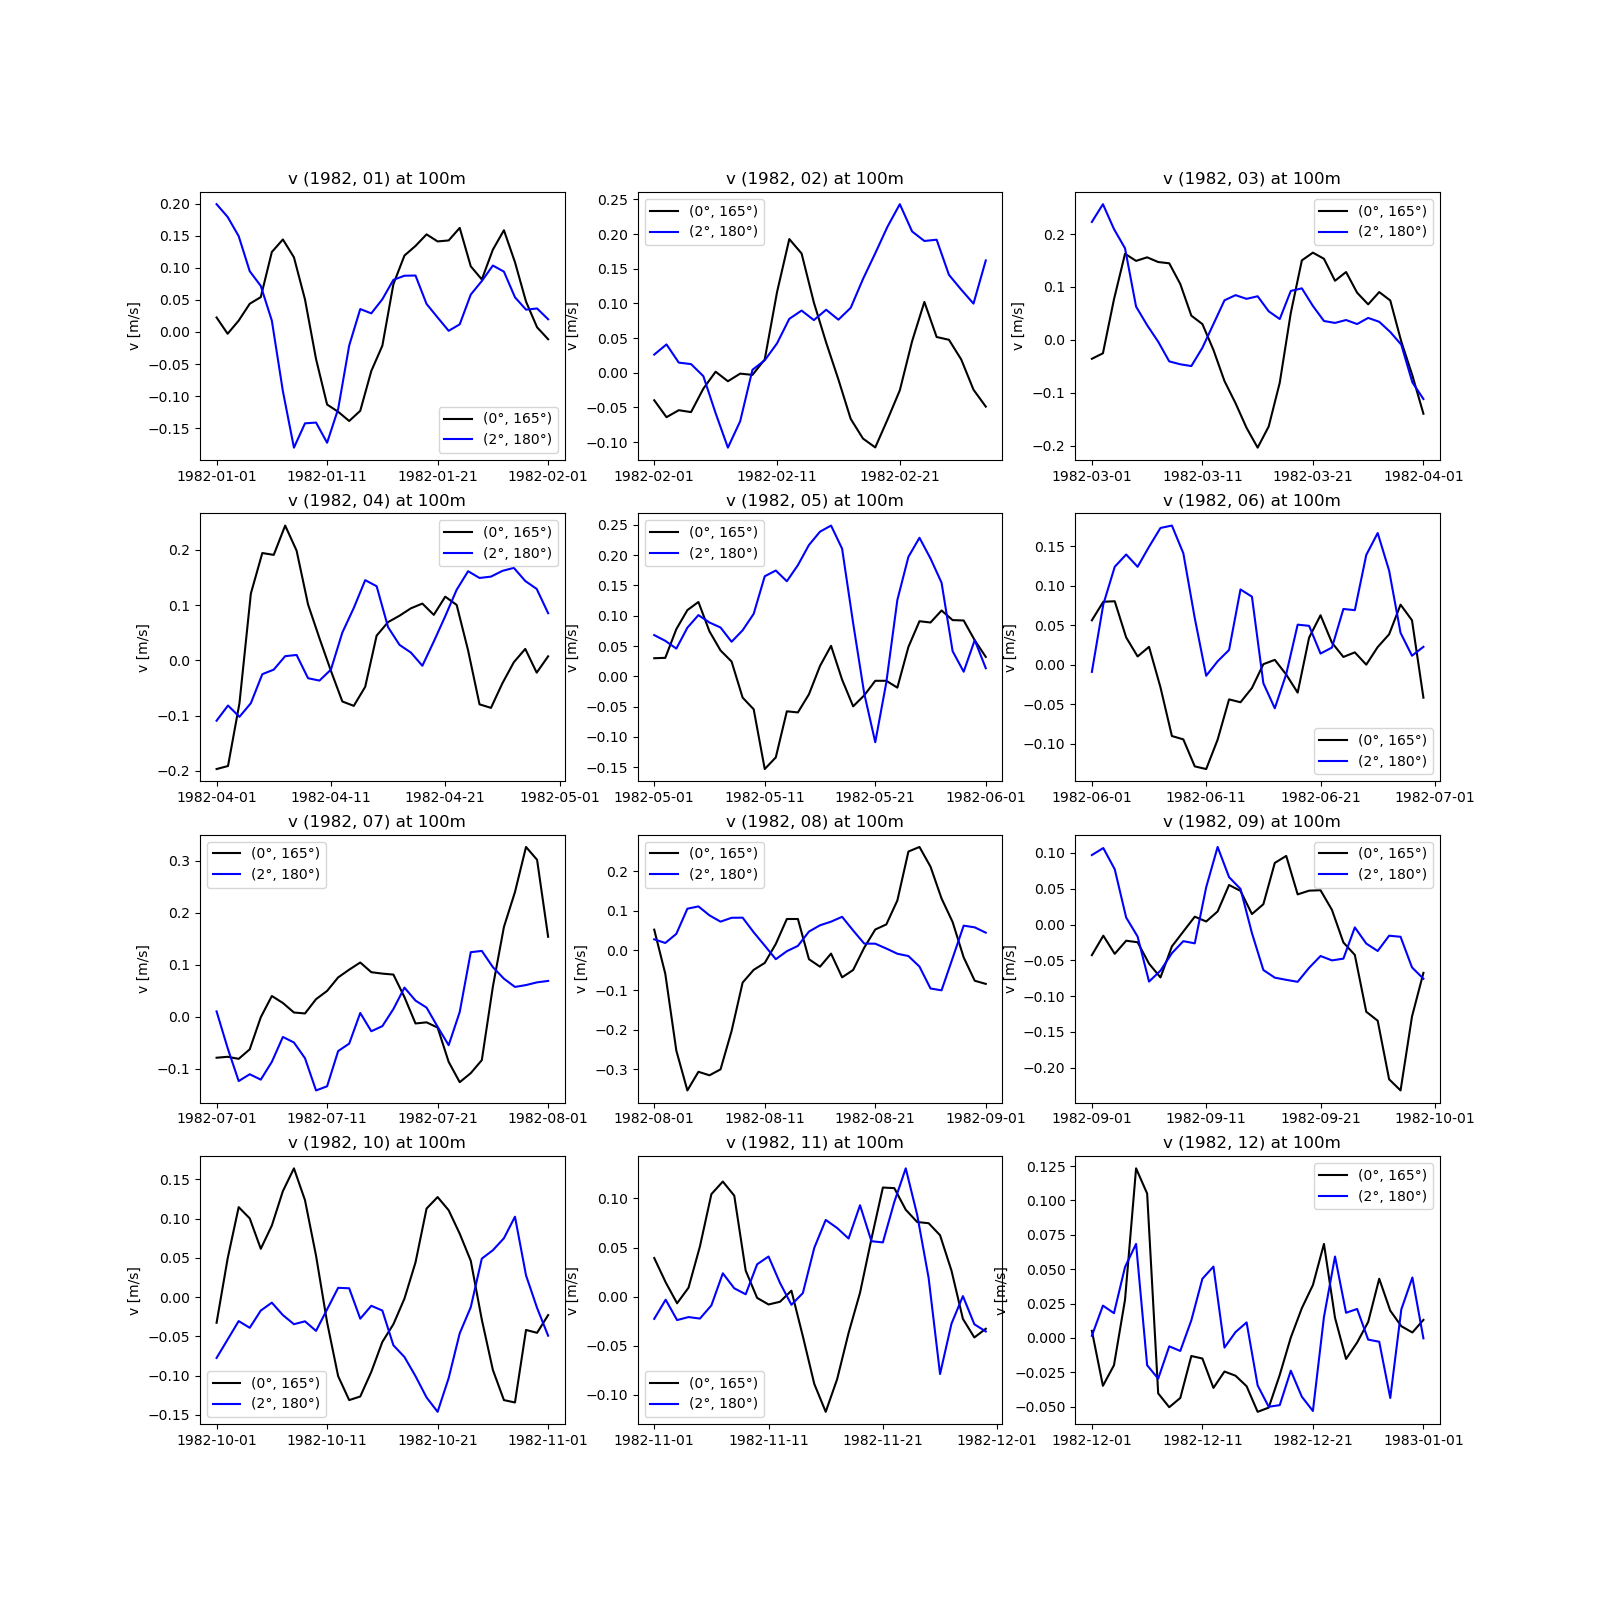 v (1982, 01) at 100m
v [m/s]
0.20
0.15
0.10
0.05
0.00
−0.05
−0.10
−0.15
(0°, 165°)
(2°, 180°)
1982-01-01 1982-01-11 1982-01-21 1982-02-01
v (1982, 02) at 100m
v [m/s]
0.25
0.20
0.15
0.10
0.05
0.00
−0.05
−0.10
(0°, 165°)
(2°, 180°)
1982-02-01 1982-02-11 1982-02-21
v (1982, 03) at 100m
v [m/s]
0.2
0.1
0.0
−0.1
−0.2
(0°, 165°)
(2°, 180°)
1982-03-01 1982-03-11 1982-03-21 1982-04-01
v (1982, 04) at 100m
v [m/s]
0.2
0.1
0.0
−0.1
−0.2
(0°, 165°)
(2°, 180°)
1982-04-01 1982-04-11 1982-04-21 1982-05-01
v (1982, 05) at 100m
v [m/s]
0.25
0.20
0.15
0.10
0.05
0.00
−0.05
−0.10
−0.15
(0°, 165°)
(2°, 180°)
1982-05-01 1982-05-11 1982-05-21 1982-06-01
v (1982, 06) at 100m
v [m/s]
0.15
0.10
0.05
0.00
−0.05
−0.10
(0°, 165°)
(2°, 180°)
1982-06-01 1982-06-11 1982-06-21 1982-07-01
v (1982, 07) at 100m
v [m/s]
0.3
0.2
0.1
0.0
−0.1
(0°, 165°)
(2°, 180°)
1982-07-01 1982-07-11 1982-07-21 1982-08-01
v (1982, 08) at 100m
v [m/s]
0.2
0.1
0.0
−0.1
−0.2
−0.3
(0°, 165°)
(2°, 180°)
1982-08-01 1982-08-11 1982-08-21 1982-09-01
v (1982, 09) at 100m
v [m/s]
0.10
0.05
0.00
−0.05
−0.10
−0.15
−0.20
(0°, 165°)
(2°, 180°)
1982-09-01 1982-09-11 1982-09-21 1982-10-01
v (1982, 10) at 100m
v [m/s]
0.15
0.10
0.05
0.00
−0.05
−0.10
−0.15
(0°, 165°)
(2°, 180°)
1982-10-01 1982-10-11 1982-10-21 1982-11-01
v (1982, 11) at 100m
v [m/s]
0.10
0.05
0.00
−0.05
−0.10
(0°, 165°)
(2°, 180°)
1982-11-01 1982-11-11 1982-11-21 1982-12-01
v (1982, 12) at 100m
v [m/s]
0.125
0.100
0.075
0.050
0.025
0.000
−0.025
−0.050
(0°, 165°)
(2°, 180°)
1982-12-01 1982-12-11 1982-12-21 1983-01-01